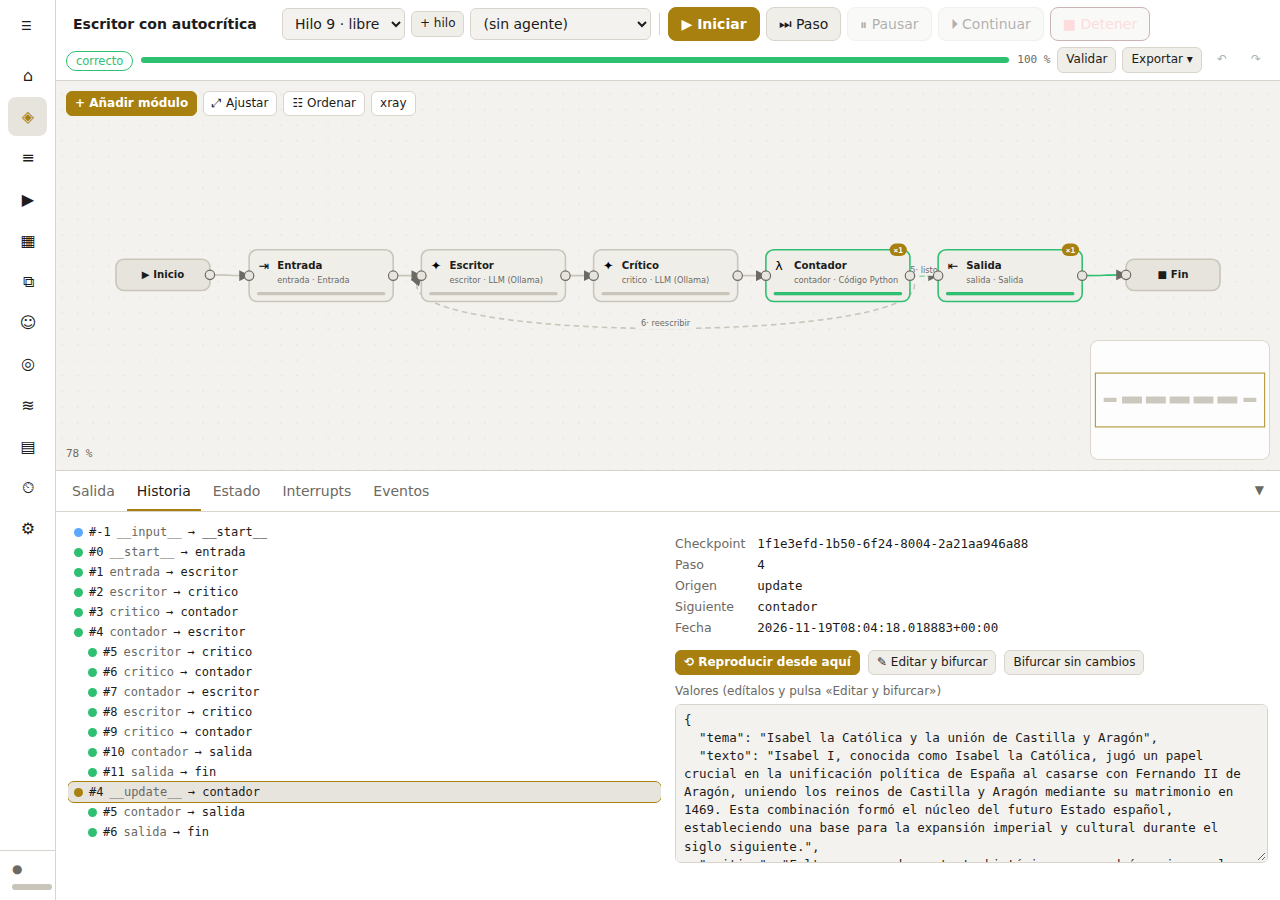 Escritor con autocrítica
Hilo 9 · libre
+ hilo
(sin agente)
▶ Iniciar
⏭ Paso
⏸ Pausar
⏵ Continuar
■ Detener
correcto
100 %
Validar
Exportar ▾
+ Añadir módulo
⤢ Ajustar
☷ Ordenar
xray
▶ Inicio
Entrada
entrada · Entrada
Escritor
escritor · LLM (Ollama)
Crítico
critico · LLM (Ollama)
×1
λ Contador
contador · Código Python
5· listo
×1
Salida
salida · Salida
■ Fin
6· reescribir
78 %
Salida
Historia
Estado
Interrupts
Eventos
▼
#-1 __input__ → __start__
#0 __start__ → entrada
#1 entrada → escritor
#2 escritor → critico
#3 critico → contador
#4 contador → escritor
#5 escritor → critico
#6 critico → contador
#7 contador → escritor
#8 escritor → critico
#9 critico → contador
#10 contador → salida
#11 salida → fin
#4 __update__ → contador
#5 contador → salida
#6 salida → fin
Checkpoint 1f1e3efd-1b50-6f24-8004-2a21aa946a88
Paso 4
Origen update
Siguiente contador
Fecha 2026-11-19T08:04:18.018883+00:00
⟲ Reproducir desde aquí
✎ Editar y bifurcar
Bifurcar sin cambios
Valores (edítalos y pulsa «Editar y bifurcar»)
{
"tema": "Isabel la Católica y la unión de Castilla y Aragón",
"texto": "Isabel I, conocida como Isabel la Católica, jugó un papel
crucial en la unificación política de España al casarse con Fernando II de
Aragón, uniendo los reinos de Castilla y Aragón mediante su matrimonio en
1469. Esta combinación formó el núcleo del futuro Estado español,
estableciendo una base para la expansión imperial y cultural durante el
siglo siguiente.",